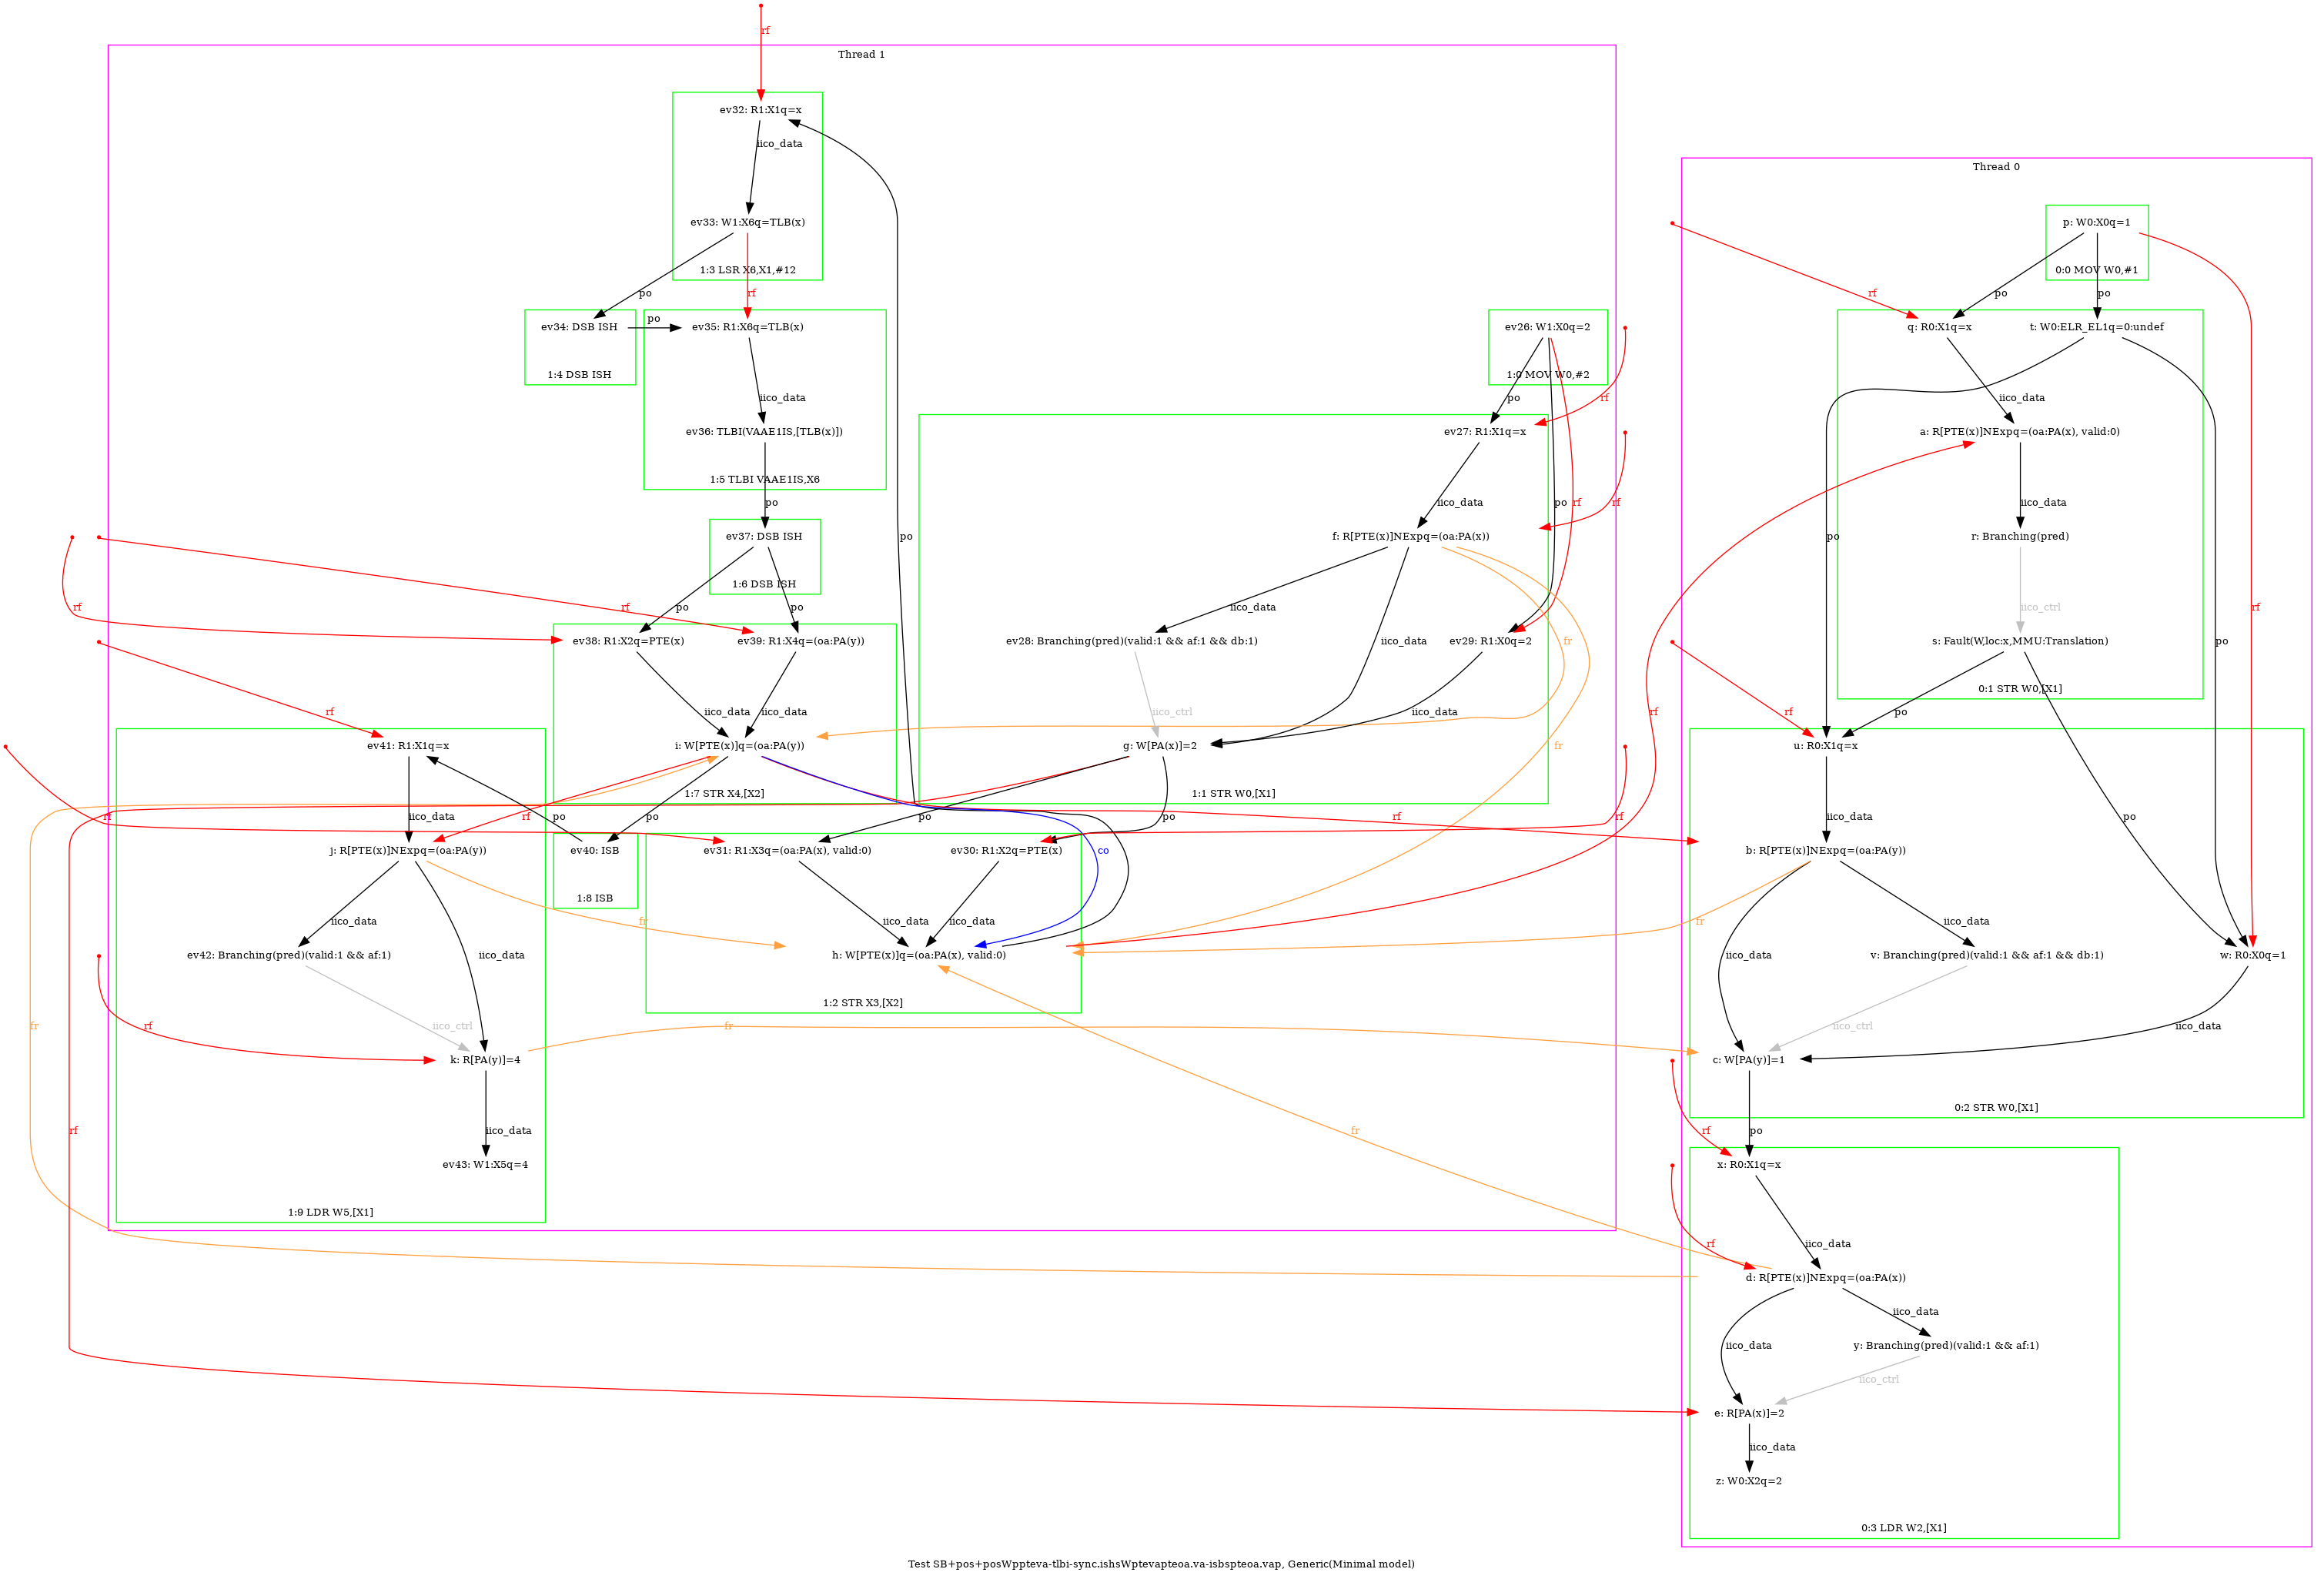 rf
Thread 1
ev32: R1:X1q=x
iico_data
ev33: W1:X6q=TLB(x)
1:3 LSR X6,X1,#12
po
rf
ev34: DSB ISH
po
1:4 DSB ISH
ev35: R1:X6q=TLB(x)
iico_data
ev36: TLBI(VAAE1IS,[TLB(x)])
1:5 TLBI VAAE1IS,X6
po
ev37: DSB ISH
1:6 DSB ISH
rf
rf
po
po
ev38: R1:X2q=PTE(x)
ev39: R1:X4q=(oa:PA(y))
iico_data
iico_data
i: W[PTE(x)]q=(oa:PA(y))
1:7 STR X4,[X2]
po
ev26: W1:X0q=2
1:0 MOV W0,#2
po
rf
ev27: R1:X1q=x
iico_data
rf
f: R[PTE(x)]NExpq=(oa:PA(x))
po
rf
iico_data
iico_data
fr
ev28: Branching(pred)(valid:1 && af:1 && db:1)
ev29: R1:X0q=2
iico_ctrl
iico_data
g: W[PA(x)]=2
fr
1:1 STR W0,[X1]
rf
ev41: R1:X1q=x
rf
iico_data
rf
po
po
po
po
rf
rf
j: R[PTE(x)]NExpq=(oa:PA(y))
ev40: ISB
1:8 ISB
co
ev31: R1:X3q=(oa:PA(x), valid:0)
ev30: R1:X2q=PTE(x)
iico_data
iico_data
fr
iico_data
iico_data
ev42: Branching(pred)(valid:1 && af:1)
h: W[PTE(x)]q=(oa:PA(x), valid:0)
1:2 STR X3,[X2]
fr
rf
iico_ctrl
fr
k: R[PA(y)]=4
iico_data
rf
ev43: W1:X5q=4
fr
1:9 LDR W5,[X1]
Thread 0
p: W0:X0q=1
0:0 MOV W0,#1
rf
po
po
q: R0:X1q=x
t: W0:ELR_EL1q=0:undef
iico_data
a: R[PTE(x)]NExpq=(oa:PA(x), valid:0)
iico_data
r: Branching(pred)
po
iico_ctrl
rf
s: Fault(W,loc:x,MMU:Translation)
po
0:1 STR W0,[X1]
rf
rf
po
u: R0:X1q=x
iico_data
po
b: R[PTE(x)]NExpq=(oa:PA(y))
fr
iico_data
iico_data
v: Branching(pred)(valid:1 && af:1 && db:1)
w: R0:X0q=1
iico_ctrl
iico_data
c: W[PA(y)]=1
0:2 STR W0,[X1]
rf
po
x: R0:X1q=x
rf
iico_data
d: R[PTE(x)]NExpq=(oa:PA(x))
iico_data
iico_data
y: Branching(pred)(valid:1 && af:1)
iico_ctrl
e: R[PA(x)]=2
iico_data
z: W0:X2q=2
0:3 LDR W2,[X1]
Test SB+pos+posWppteva-tlbi-sync.ishsWptevapteoa.va-isbspteoa.vap, Generic(Minimal model)